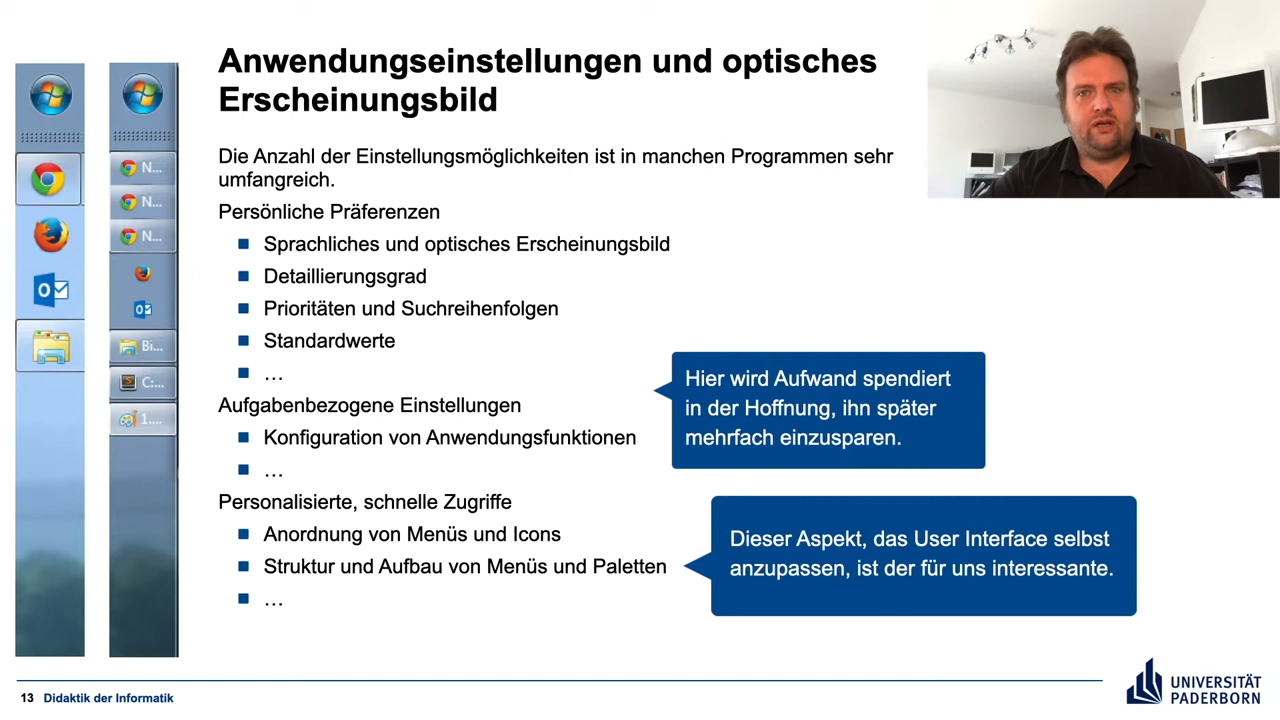 Anwendungseinstellungen und optisches
Erscheinungsbild
Die Anzahl der Einstellungsmöglichkeiten ist in manchen Programmen sehr
umfangreich.
Persönliche Präferenzen
Sprachliches und optisches Erscheinungsbild
Detaillierungsgrad
Prioritäten und Suchreihenfolgen
Standardwerte
…
Aufgabenbezogene Einstellungen
Konfiguration von Anwendungsfunktionen
…
Personalisierte, schnelle Zugriffe
Anordnung von Menüs und Icons
Struktur und Aufbau von Menüs und Paletten
…
Hier wird Aufwand spendiert
in der Hoffnung, ihn später
mehrfach einzusparen.
Dieser Aspekt, das User Interface selbst
anzupassen, ist der für uns interessante.
N...
N...
N...
Bi...
C:...
1....
13 Didaktik der Informatik
UNIVERSITÄT
PADERBORN